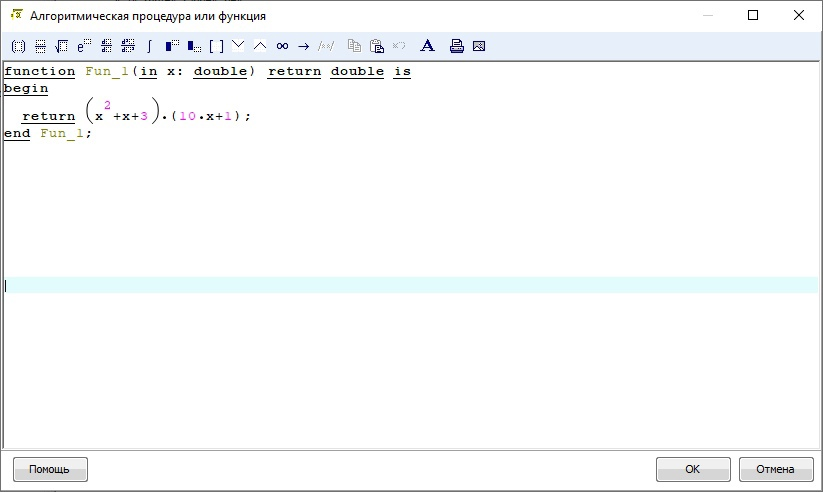 Алгоритмическая процедура или функция
function Fun_1(in x: double) return double is
begin
return (x²+x+3)·(10·x+1);
end Fun_1;
Помощь
OK
Отмена